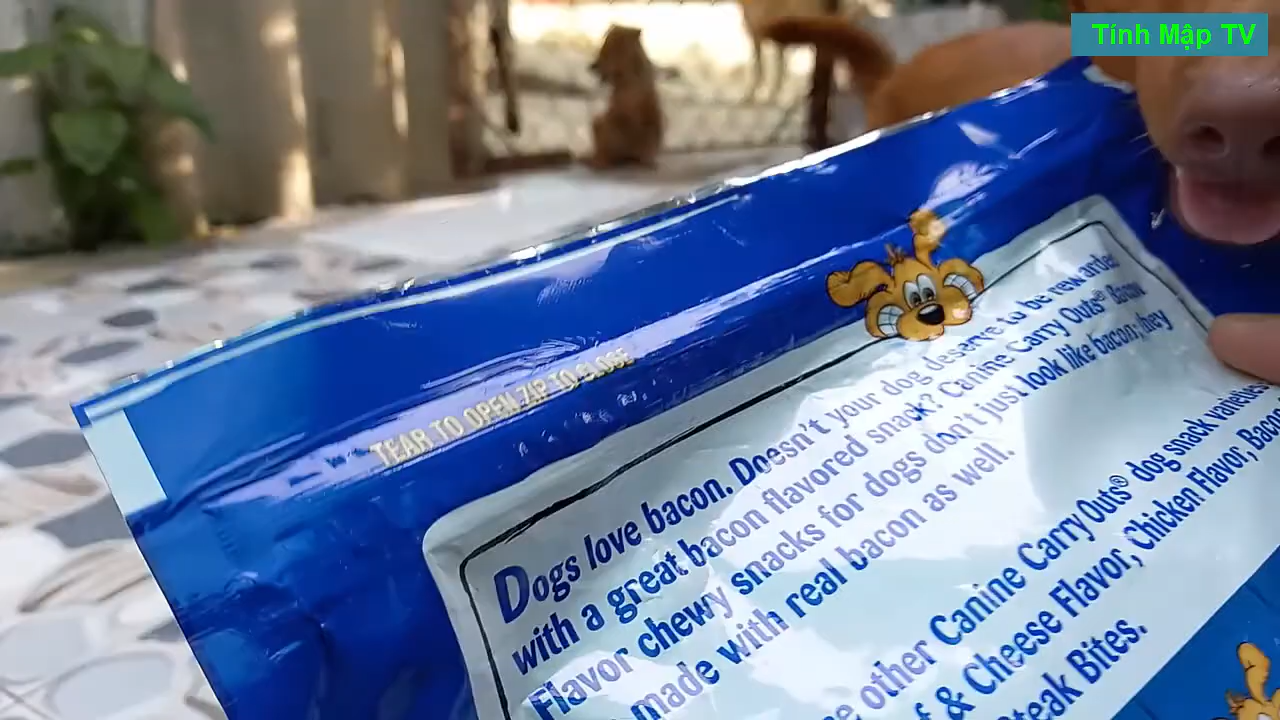 Tính Mập TV
TEAR TO OPEN ZIP TO CLOSE
Dogs love bacon. Doesn't your dog deserve to be rewarded
with a great bacon flavored snack? Canine Carry Outs® Bacon
Flavor chewy snacks for dogs don't just look like bacon; they
made with real bacon as well.
other Canine Carry Outs® dog snack varieties
& Cheese Flavor, Chicken Flavor, Bacon
Bites.